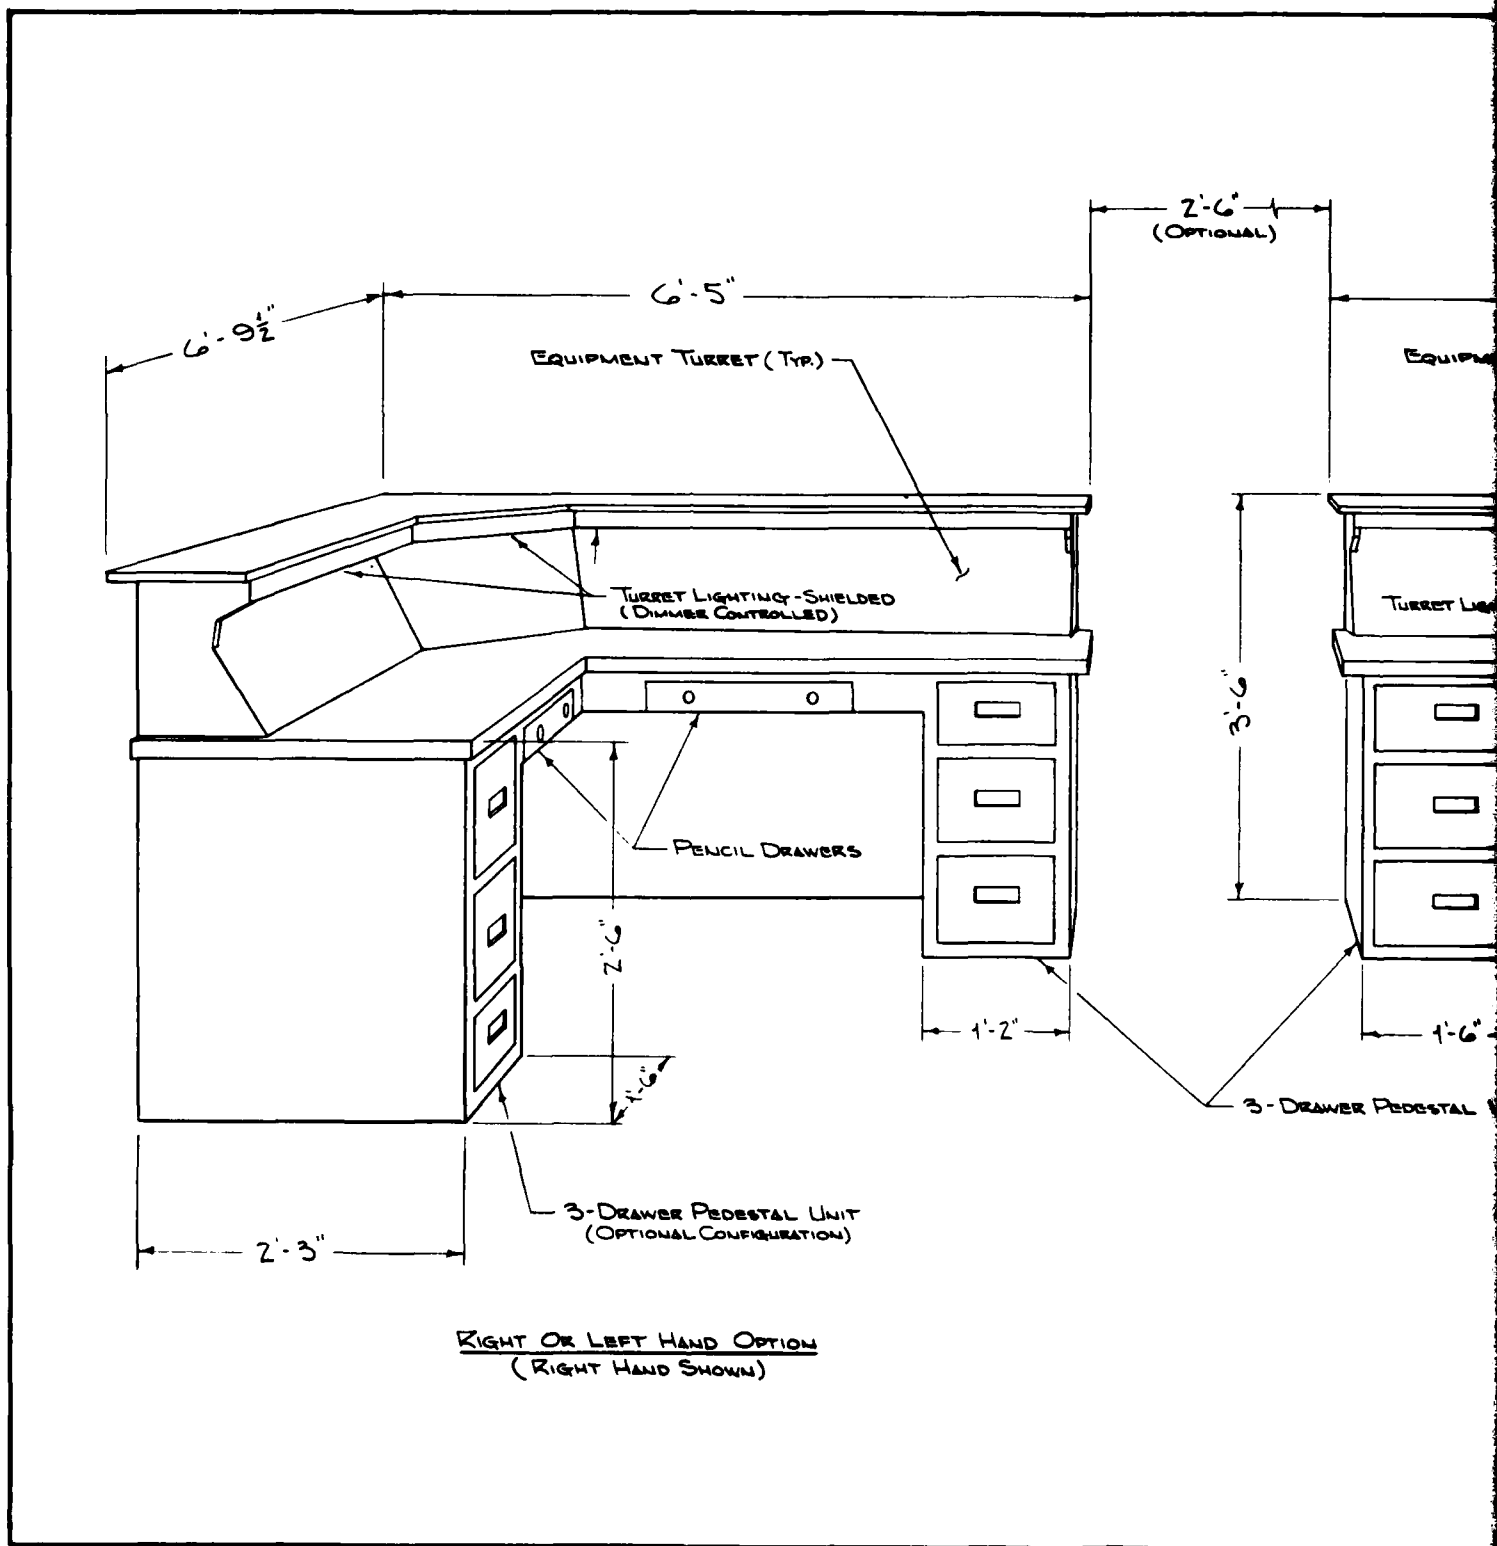 2'-6"
(OPTIONAL)
6'-5"
6'-9½"
EQUIPMENT TURRET (TYP.)
TURRET LIGHTING-SHIELDED
(DIMMER CONTROLLED)
TURRET
3'-6"
PENCIL DRAWERS
2'-6"
1'-2"
1'-6"
1'-6"
3-DRAWER PEDESTAL
3-DRAWER PEDESTAL UNIT
(OPTIONAL CONFIGURATION)
2'-3"
RIGHT OR LEFT HAND OPTION
(RIGHT HAND SHOWN)